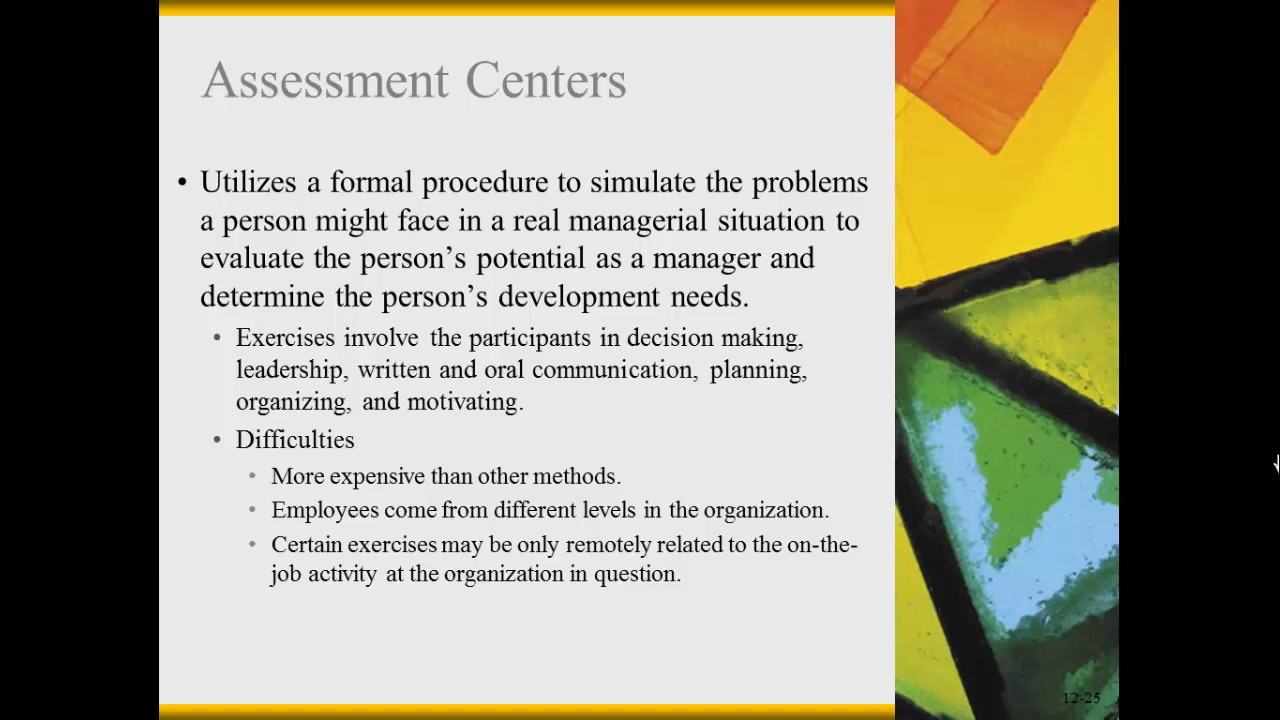 Assessment Centers
• Utilizes a formal procedure to simulate the problems
a person might face in a real managerial situation to
evaluate the person’s potential as a manager and
determine the person’s development needs.
• Exercises involve the participants in decision making,
leadership, written and oral communication, planning,
organizing, and motivating.
• Difficulties
• More expensive than other methods.
• Employees come from different levels in the organization.
• Certain exercises may be only remotely related to the on-the-
job activity at the organization in question.
12-25